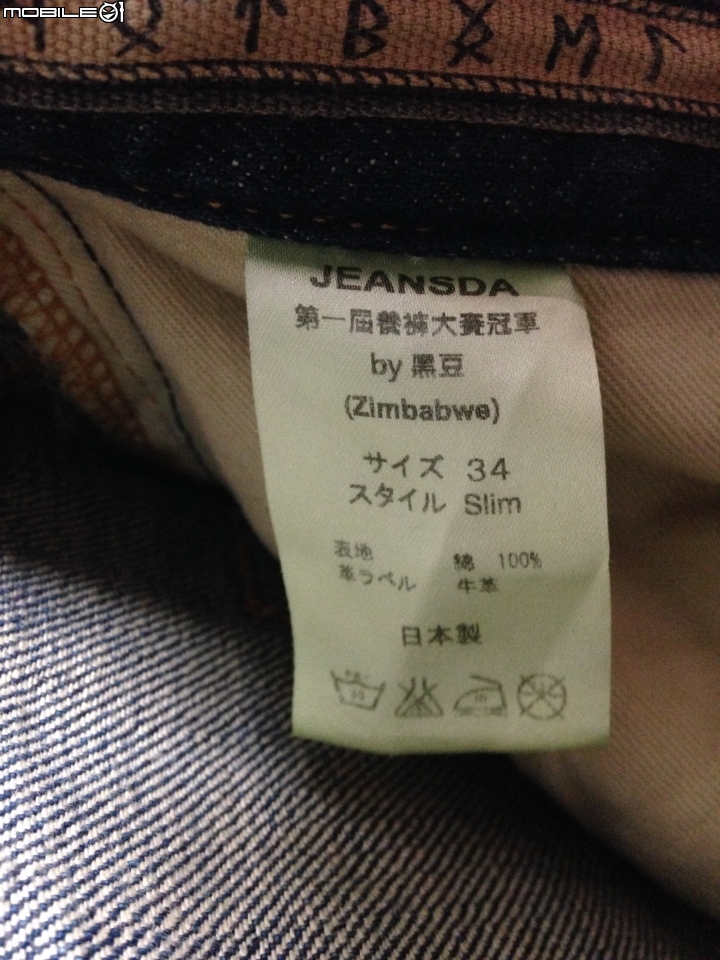 MOBILE01
JEANSDA
第一屆養褲大賽冠軍
by 黑豆
(Zimbabwe)
サイズ 34
スタイル Slim
表地 綿 100%
革ラベル 牛革
日本製